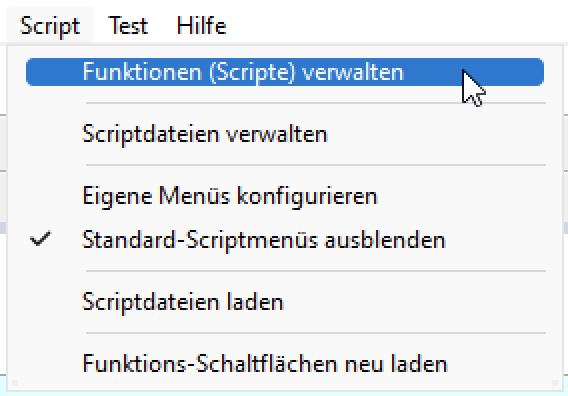 Script Test Hilfe
Funktionen (Scripte) verwalten
Scriptdateien verwalten
Eigene Menüs konfigurieren
Standard-Scriptmenüs ausblenden
Scriptdateien laden
Funktions-Schaltflächen neu laden